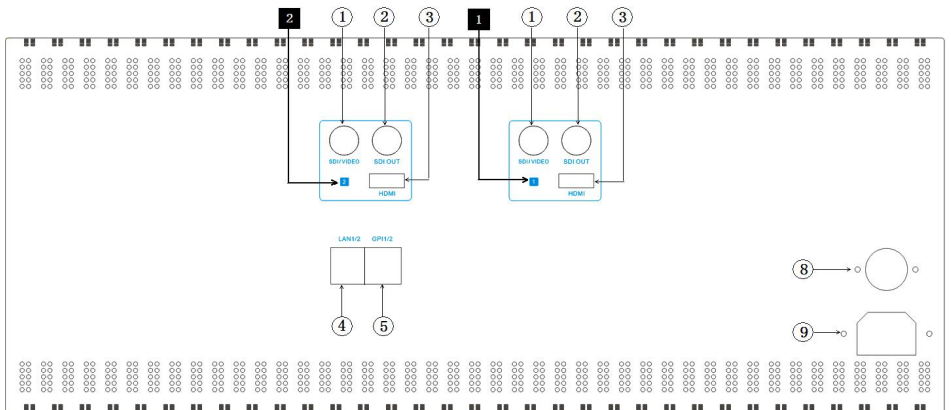 2 ① ② ③ 1 ① ② ③
SDI/VIDEO SDI OUT
2
HDMI
SDI/VIDEO SDI OUT
1
HDMI
LAN1/2 GPI1/2
④ ⑤
⑧
⑨